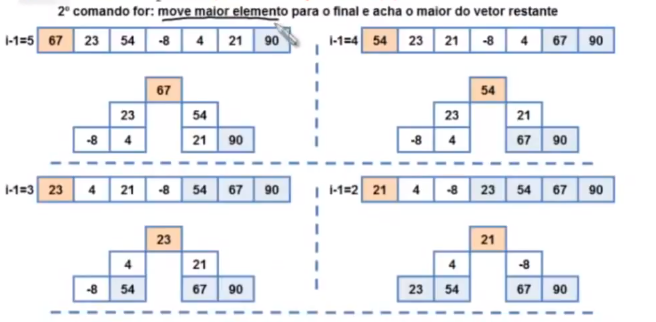 2º comando for: move maior elemento para o final e acha o maior do vetor restante
i-1=5 67 23 54 -8 4 21 90
67
23 54
-8 4 21 90
i-1=4 54 23 21 -8 4 67 90
54
23 21
-8 4 67 90
i-1=3 23 4 21 -8 54 67 90
23
4 21
-8 54 67 90
i-1=2 21 4 -8 23 54 67 90
21
4 -8
23 54 67 90